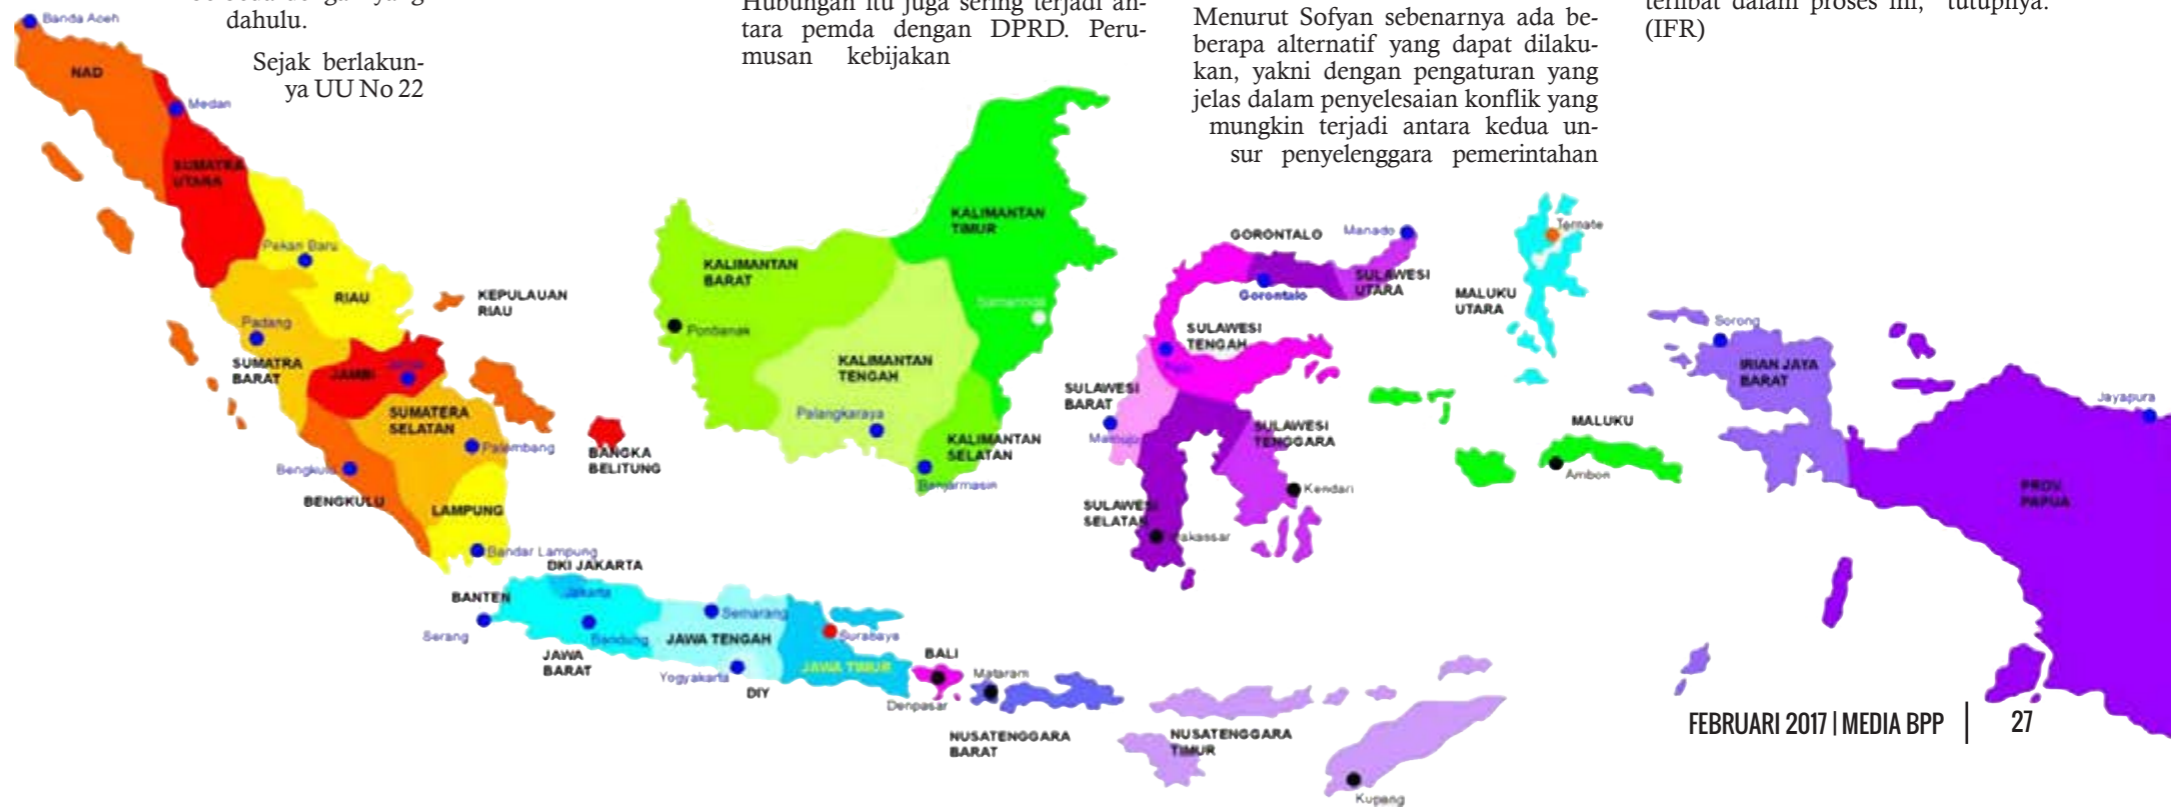 dahulu.
Sejak berlakun-
ya UU No 22
Hubungan itu juga sering terjadi an-
tara pemda dengan DPRD. Peru-
musan kebijakan
Menurut Sofyan sebenarnya ada be-
berapa alternatif yang dapat dilaku-
kan, yakni dengan pengaturan yang
jelas dalam penyelesaian konflik yang
mungkin terjadi antara kedua un-
sur penyelenggara pemerintahan
terlibat dalam proses ini," tutupnya.
(IFR)
Banda Aceh
NAD
Medan
SUMATRA
UTARA
Pekan Baru
RIAU
KEPULAUAN
RIAU
Padang
SUMATRA
BARAT
JAMBI
SUMATERA
SELATAN
Palembang
Bengkulu
BENGKULU
LAMPUNG
Bandar Lampung
BANGKA
BELITUNG
DKI JAKARTA
Jakarta
BANTEN
Serang
Bandung
JAWA
BARAT
Semarang
JAWA TENGAH
Yogyakarta
DIY
Surabaya
JAWA TIMUR
BALI
Denpasar
Mataram
NUSATENGGARA
BARAT
NUSATENGGARA
TIMUR
Kupang
KALIMANTAN
BARAT
Pontianak
KALIMANTAN
TENGAH
Palangkaraya
KALIMANTAN
TIMUR
Samarinda
KALIMANTAN
SELATAN
Banjarmasin
GORONTALO
Gorontalo
Manado
SULAWESI
UTARA
SULAWESI
TENGAH
Palu
SULAWESI
BARAT
Mamuju
SULAWESI
TENGGARA
Kendari
SULAWESI
SELATAN
Makassar
Ternate
MALUKU
UTARA
MALUKU
Ambon
Sorong
IRIAN JAYA
BARAT
Jayapura
PROV.
PAPUA
FEBRUARI 2017 | MEDIA BPP | 27